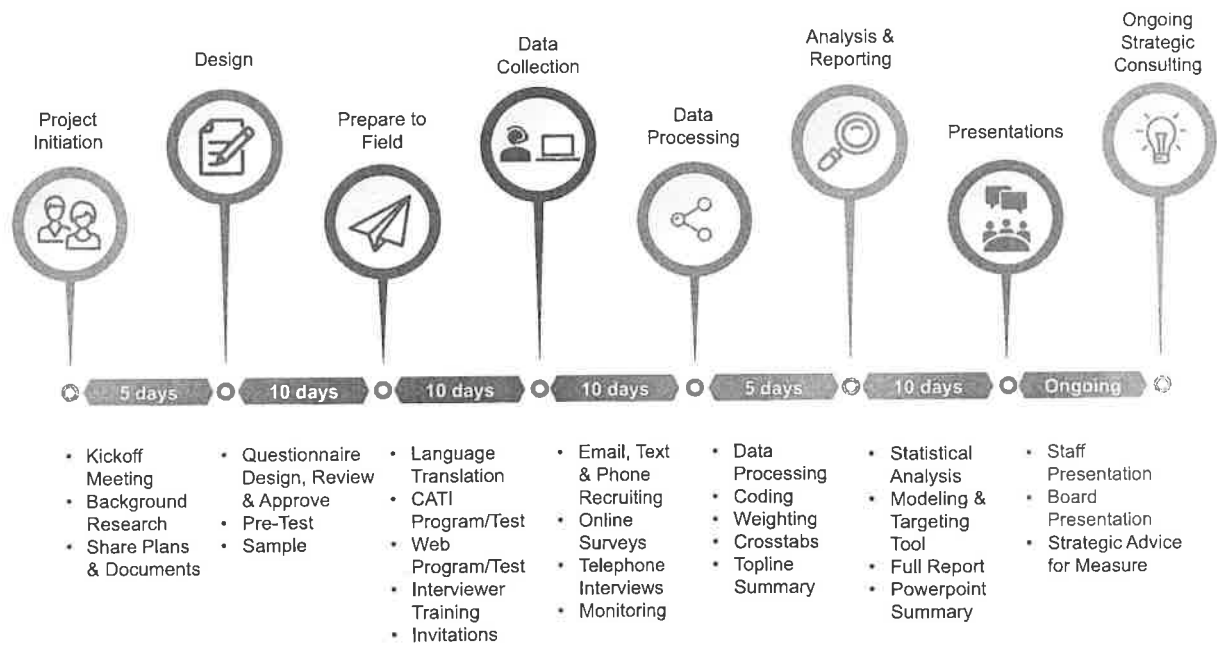 Project
Initiation
Design
Prepare to
Field
Data
Collection
Data
Processing
Analysis &
Reporting
Presentations
Ongoing
Strategic
Consulting
5 days
10 days
10 days
10 days
5 days
10 days
Ongoing
• Kickoff
Meeting
• Background
Research
• Share Plans
& Documents
• Questionnaire
Design, Review
& Approve
• Pre-Test
• Sample
• Language
Translation
• CATI
Program/Test
• Web
Program/Test
• Interviewer
Training
• Invitations
• Email, Text
& Phone
Recruiting
• Online
Surveys
• Telephone
Interviews
• Monitoring
• Data
Processing
• Coding
• Weighting
• Crosstabs
• Topline
Summary
• Statistical
Analysis
• Modeling &
Targeting
Tool
• Full Report
• Powerpoint
Summary
• Staff
Presentation
• Board
Presentation
• Strategic Advice
for Measure